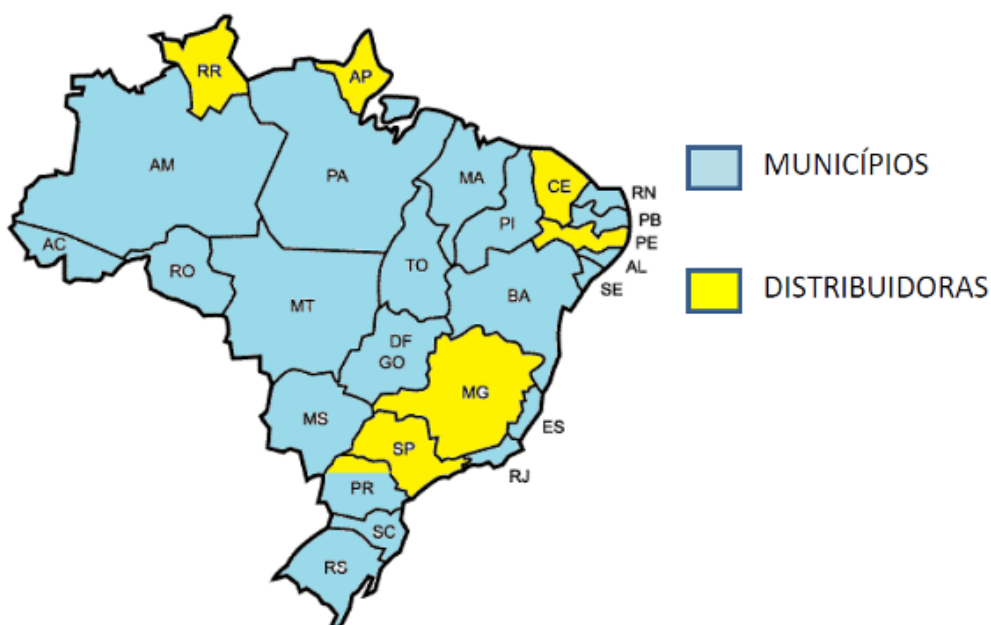 RR
AP
AM
PA
MA
CE
RN
PI
PB
PE
AC
RO
TO
AL
SE
MT
BA
DF
GO
MG
MS
ES
SP
RJ
PR
SC
RS
MUNICÍPIOS
DISTRIBUIDORAS